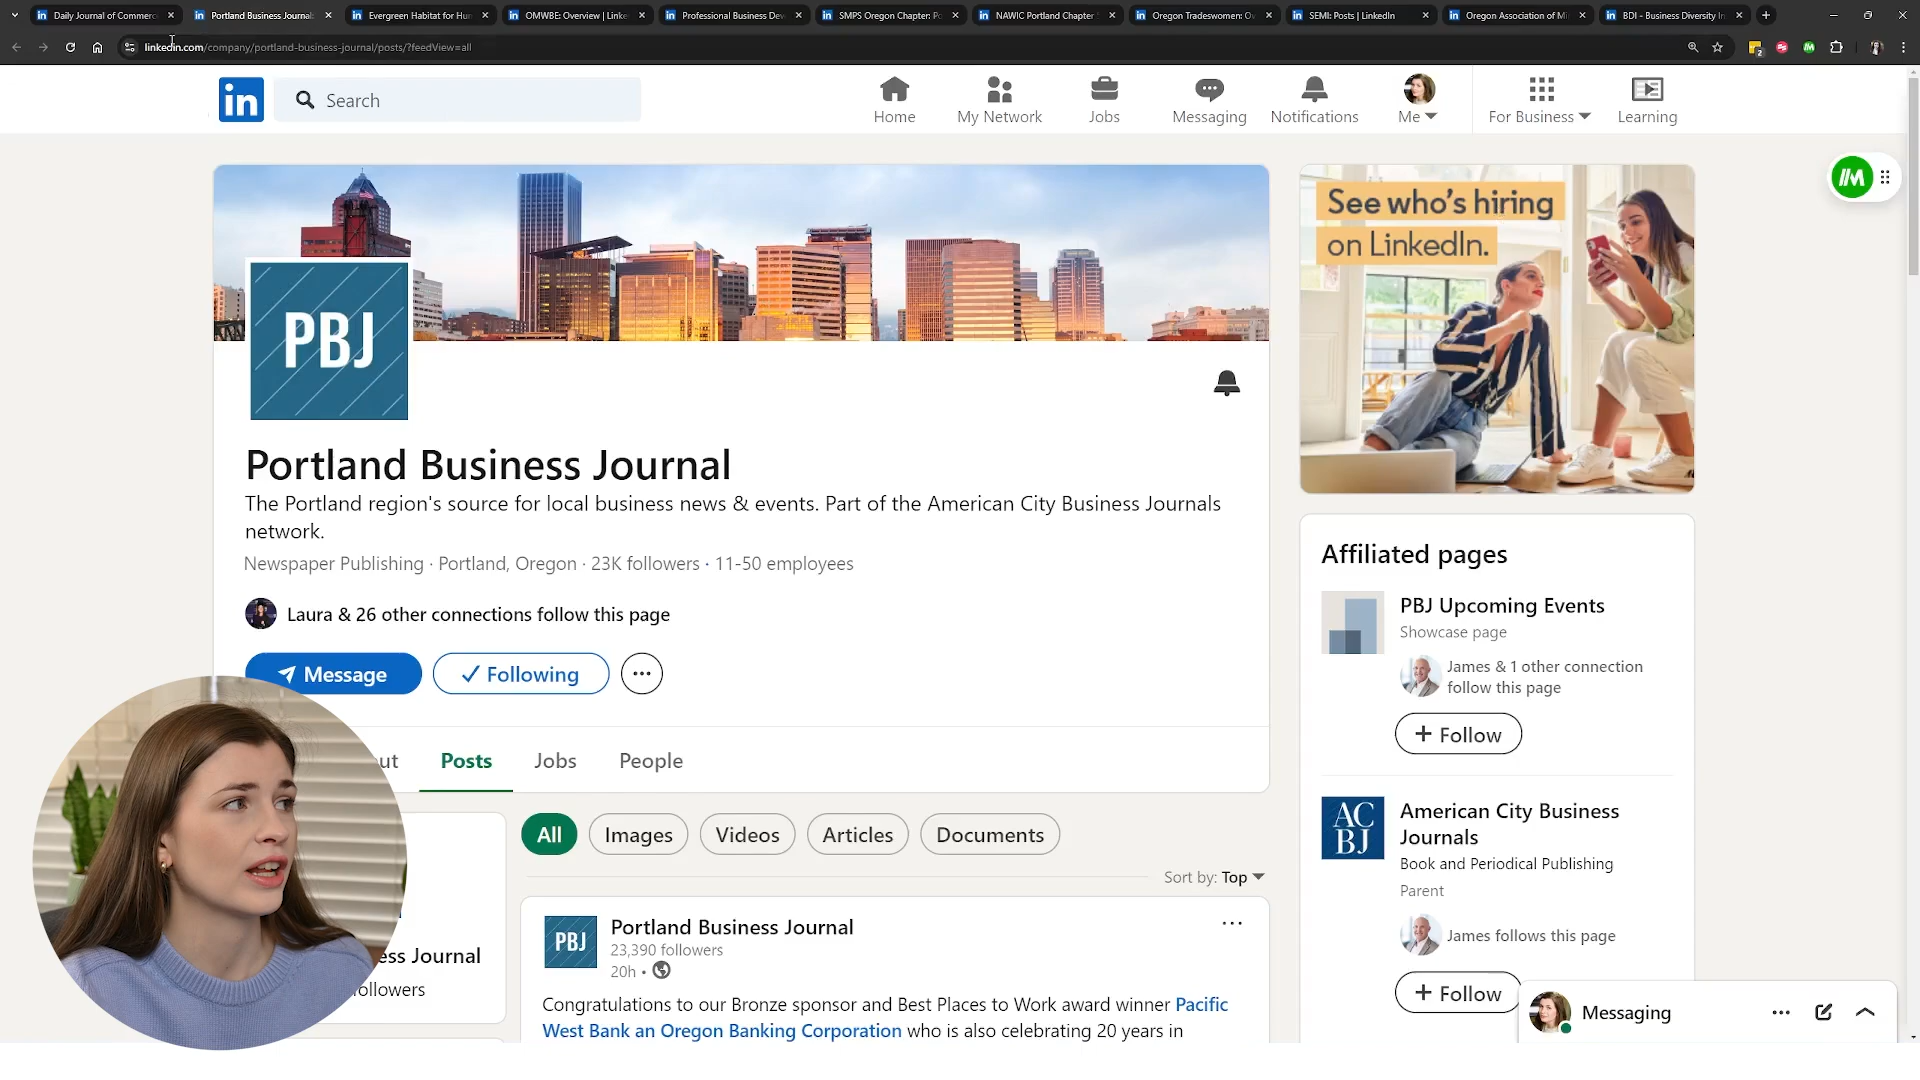 Daily Journal of Commerc
Portland Business Journal:
Evergreen Habitat for Hun
OMWBE: Overview | Linke
Professional Business Dev
SMPS Oregon Chapter: Po
NAWIC Portland Chapter
Oregon Tradeswomen: Ov
SEMI: Posts | LinkedIn
Oregon Association of Mi
BDI - Business Diversity In
linkedin.com/company/portland-business-journal/posts/?feedView=all
in
Search
Home
My Network
Jobs
Messaging
Notifications
Me
For Business
Learning
See who's hiring
on LinkedIn.
PBJ
Portland Business Journal
The Portland region's source for local business news & events. Part of the American City Business Journals
network.
Newspaper Publishing · Portland, Oregon · 23K followers · 11-50 employees
Laura & 26 other connections follow this page
Message
Following
ut
Posts
Jobs
People
All
Images
Videos
Articles
Documents
Sort by: Top
PBJ
Portland Business Journal
23,390 followers
20h •
Congratulations to our Bronze sponsor and Best Places to Work award winner Pacific
West Bank an Oregon Banking Corporation who is also celebrating 20 years in
ess Journal
ollowers
Affiliated pages
PBJ Upcoming Events
Showcase page
James & 1 other connection
follow this page
+ Follow
AC
BJ
American City Business
Journals
Book and Periodical Publishing
Parent
James follows this page
+ Follow
Messaging